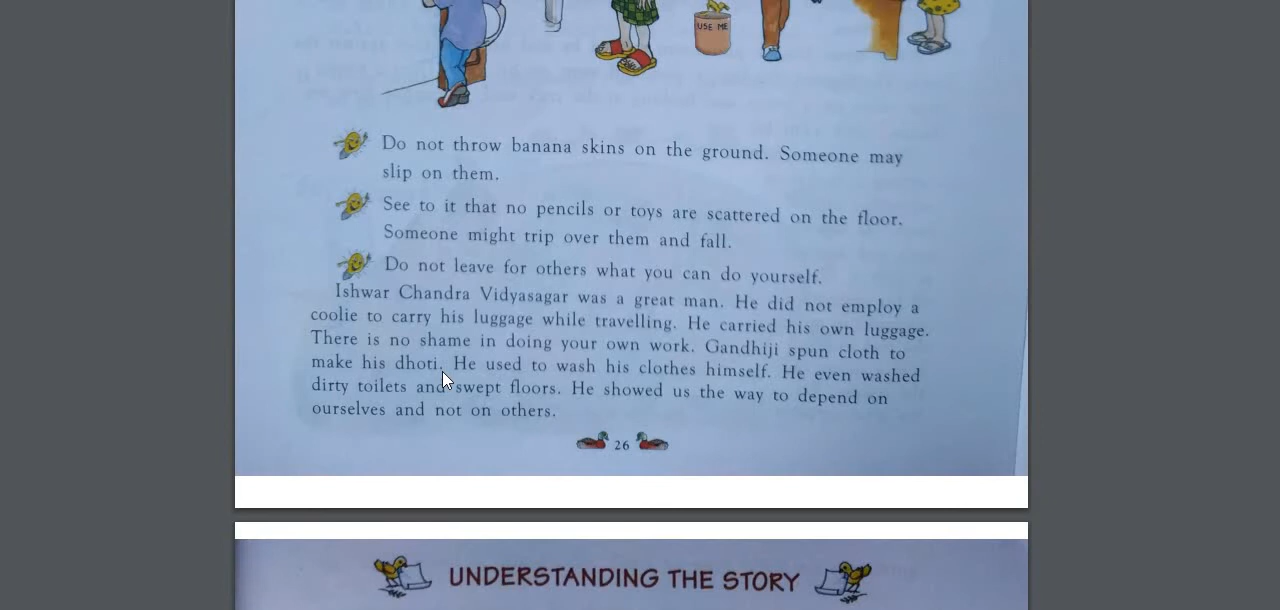 USE ME
Do not throw banana skins on the ground. Someone may
slip on them.
See to it that no pencils or toys are scattered on the floor.
Someone might trip over them and fall.
Do not leave for others what you can do yourself.
Ishwar Chandra Vidyasagar was a great man. He did not employ a
coolie to carry his luggage while travelling. He carried his own luggage.
There is no shame in doing your own work. Gandhiji spun cloth to
make his dhoti. He used to wash his clothes himself. He even washed
dirty toilets and swept floors. He showed us the way to depend on
ourselves and not on others.
26
UNDERSTANDING THE STORY